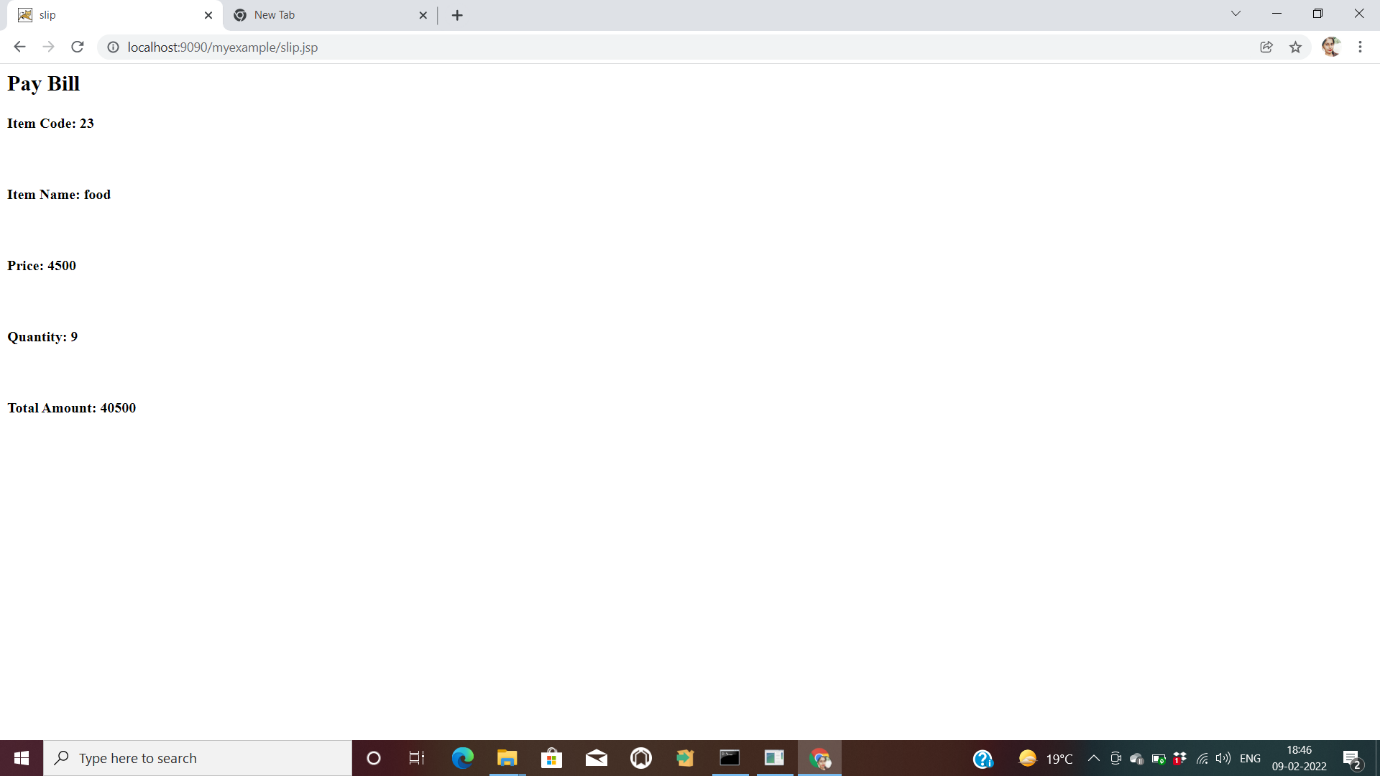 slip
New Tab
localhost:9090/myexample/slip.jsp
Pay Bill
Item Code: 23
Item Name: food
Price: 4500
Quantity: 9
Total Amount: 40500
Type here to search
19°C
ENG
18:46
09-02-2022
2